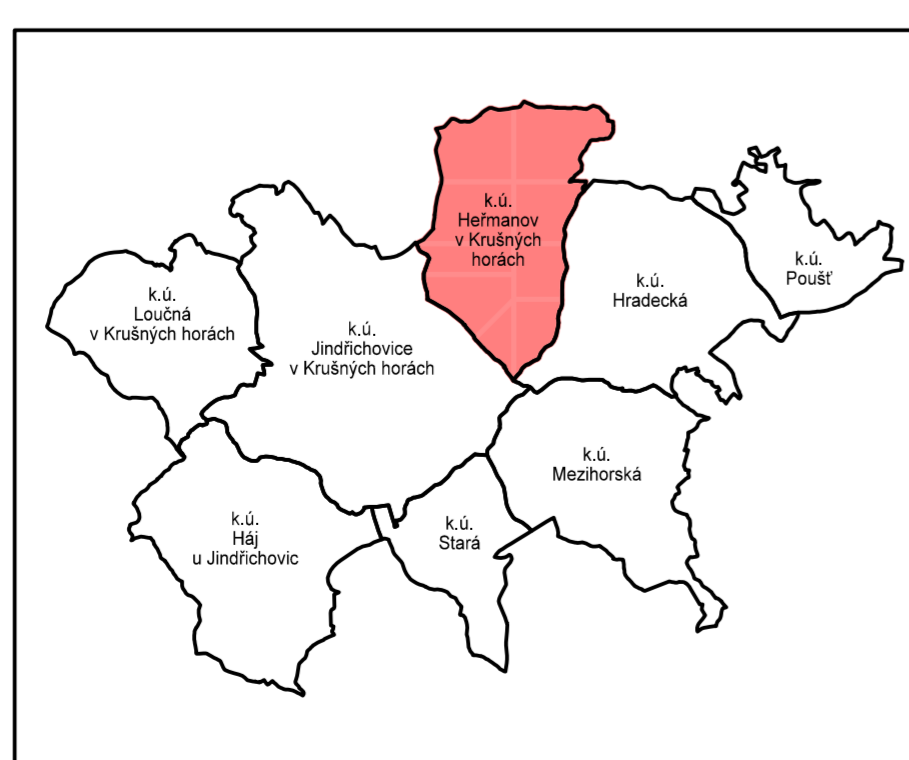 k.ú.
Heřmanov
v Krušných
horách
k.ú.
Poušť
k.ú.
Hradecká
k.ú.
Loučná
v Krušných horách
k.ú.
Jindřichovice
v Krušných horách
k.ú.
Mezihorská
k.ú.
Háj
u Jindřichovic
k.ú.
Stará